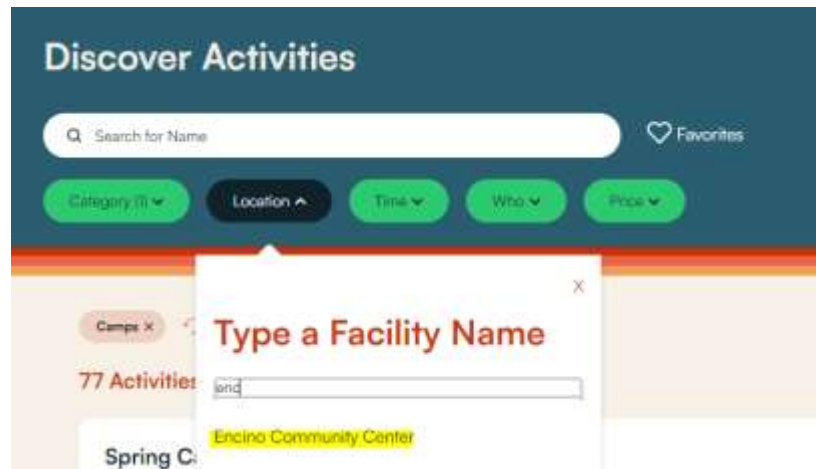 Discover Activities
Search for Name
Favorites
Category (1)
Location
Time
Who
Price
X
Camps X
Type a Facility Name
77 Activities
enc
Encino Community Center
Spring Ca